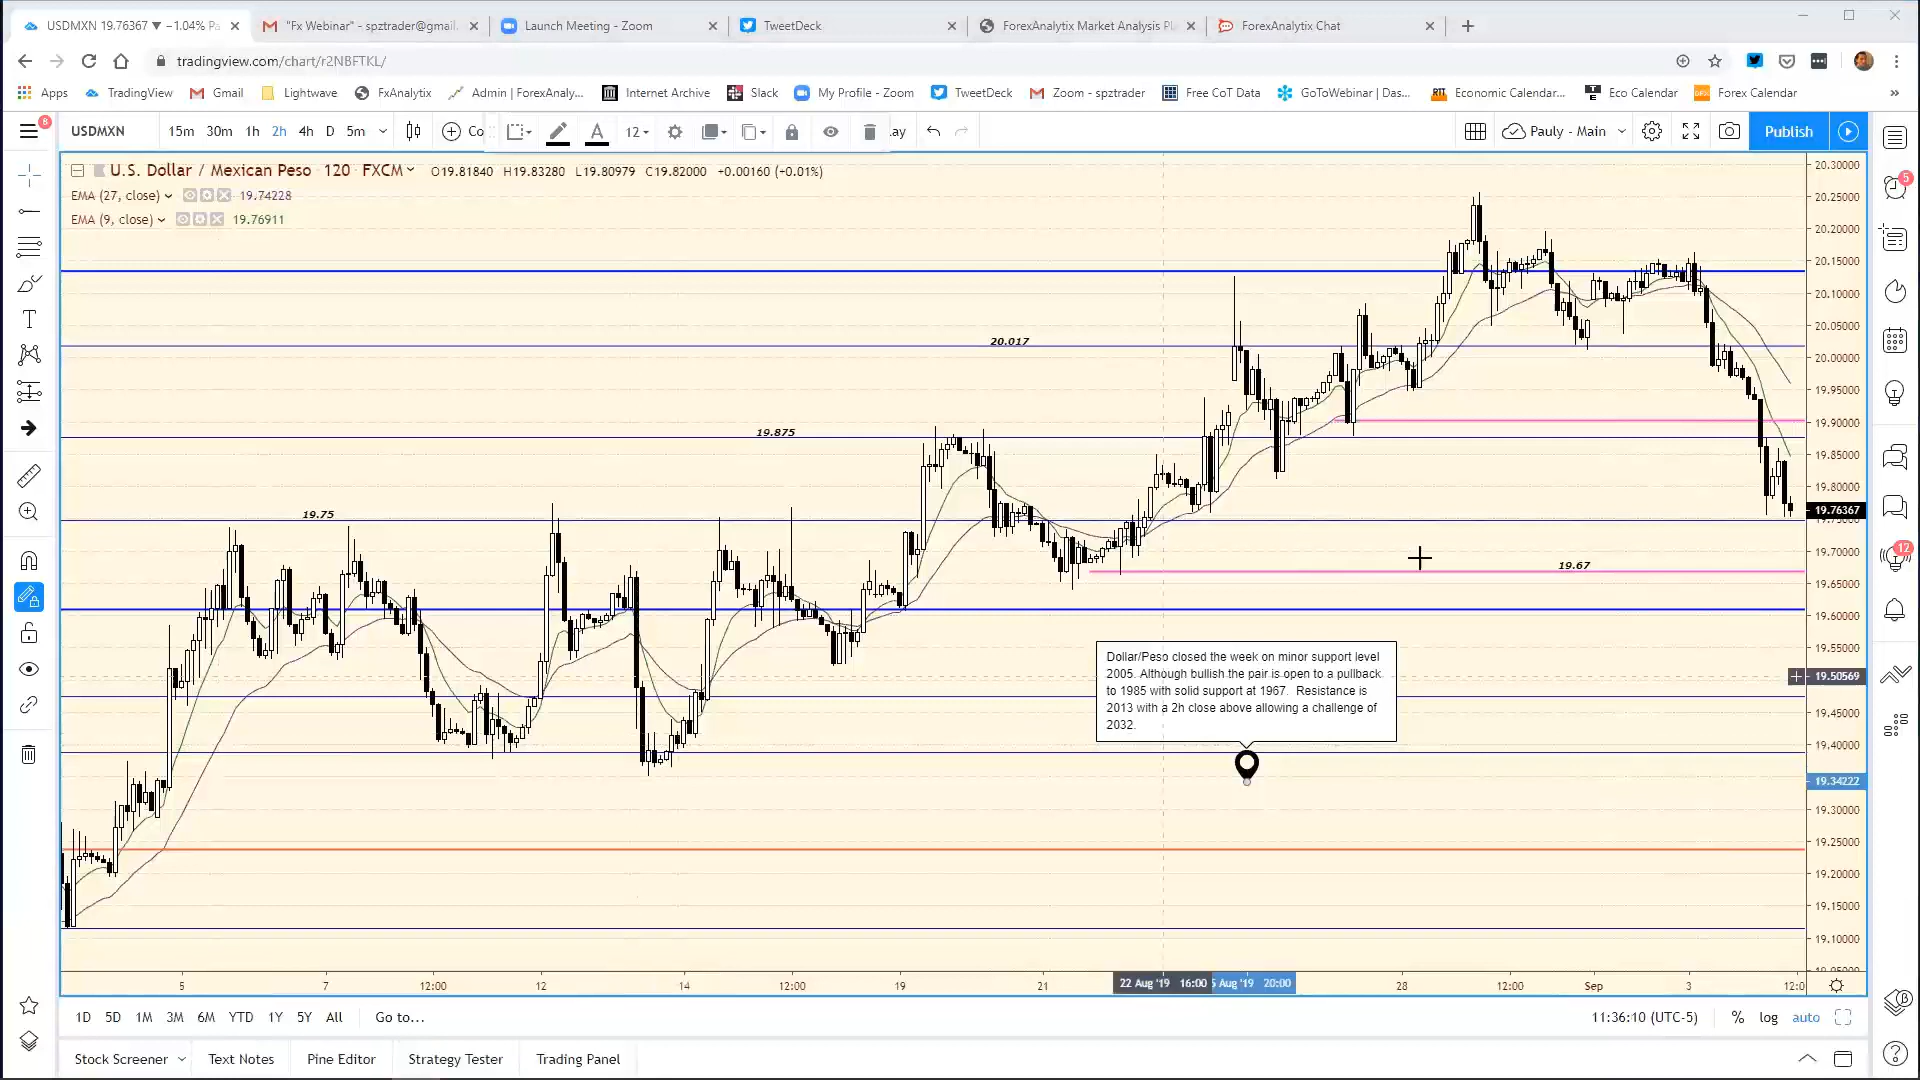 USDMXN 19.76367 ▼ −1.04% Pa
"Fx Webinar" - spztrader@gmail.
Launch Meeting - Zoom
TweetDeck
ForexAnalytix Market Analysis Pl
ForexAnalytix Chat
tradingview.com/chart/r2NBFTKL/
Apps
TradingView
Gmail
Lightwave
FxAnalytix
Admin | ForexAnaly...
Internet Archive
Slack
My Profile - Zoom
TweetDeck
Zoom - spztrader
Free CoT Data
GoToWebinar | Das...
Economic Calendar...
Eco Calendar
Forex Calendar
»
8
USDMXN
15m 30m 1h 2h 4h D 5m
Co
12
ay
Pauly - Main
Publish
U.S. Dollar / Mexican Peso · 120 · FXCM
O19.81840 H19.83280 L19.80979 C19.82000 +0.00160 (+0.01%)
EMA (27, close) 19.74228
EMA (9, close) 19.76911
20.30000
20.25000
20.20000
20.15000
20.10000
20.05000
20.00000
19.95000
19.90000
19.85000
19.80000
19.76367
19.75000
19.70000
19.65000
19.60000
19.55000
19.50569
19.45000
19.40000
19.34222
19.30000
19.25000
19.20000
19.15000
19.10000
19.05000
5
12
20.017
19.875
19.75
19.67
Dollar/Peso closed the week on minor support level
2005. Although bullish the pair is open to a pullback
to 1985 with solid support at 1967. Resistance is
2013 with a 2h close above allowing a challenge of
2032.
5 7 12:00 12 14 12:00 19 21 22 Aug '19 16:00 5 Aug '19 20:00 28 12:00 Sep 3 12:0
1D 5D 1M 3M 6M YTD 1Y 5Y All Go to...
11:36:10 (UTC-5) % log auto
Stock Screener Text Notes Pine Editor Strategy Tester Trading Panel